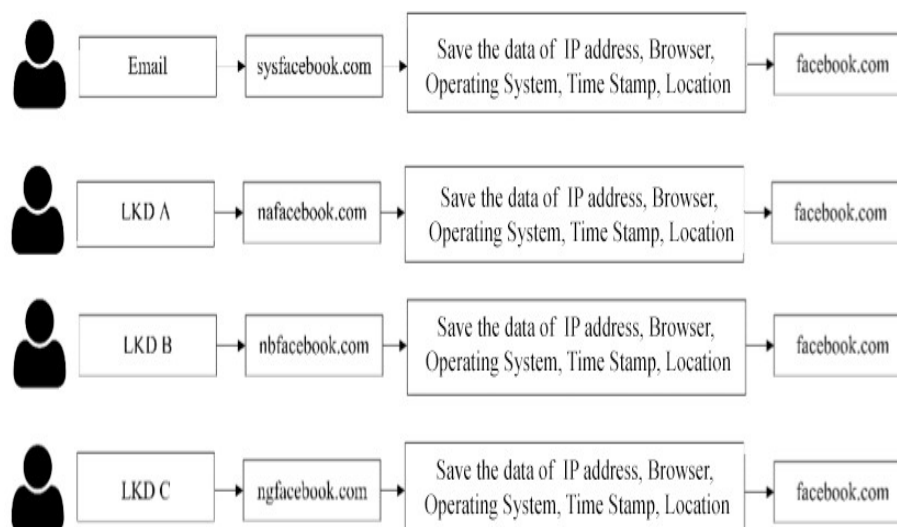 Email
sysfacebook.com
Save the data of IP address, Browser,
Operating System, Time Stamp, Location
facebook.com
LKD A
nafacebook.com
Save the data of IP address, Browser,
Operating System, Time Stamp, Location
facebook.com
LKD B
nbfacebook.com
Save the data of IP address, Browser,
Operating System, Time Stamp, Location
facebook.com
LKD C
ngfacebook.com
Save the data of IP address, Browser,
Operating System, Time Stamp, Location
facebook.com